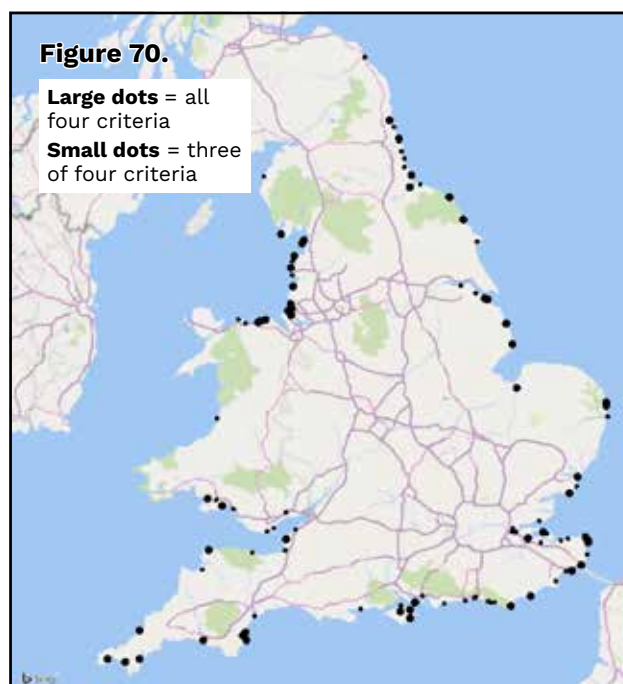 Figure 70.
Large dots = all
four criteria
Small dots = three
of four criteria